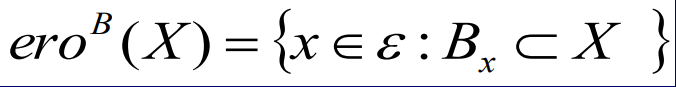 ero^B (X) = {x ∈ ε : B_x ⊂ X }